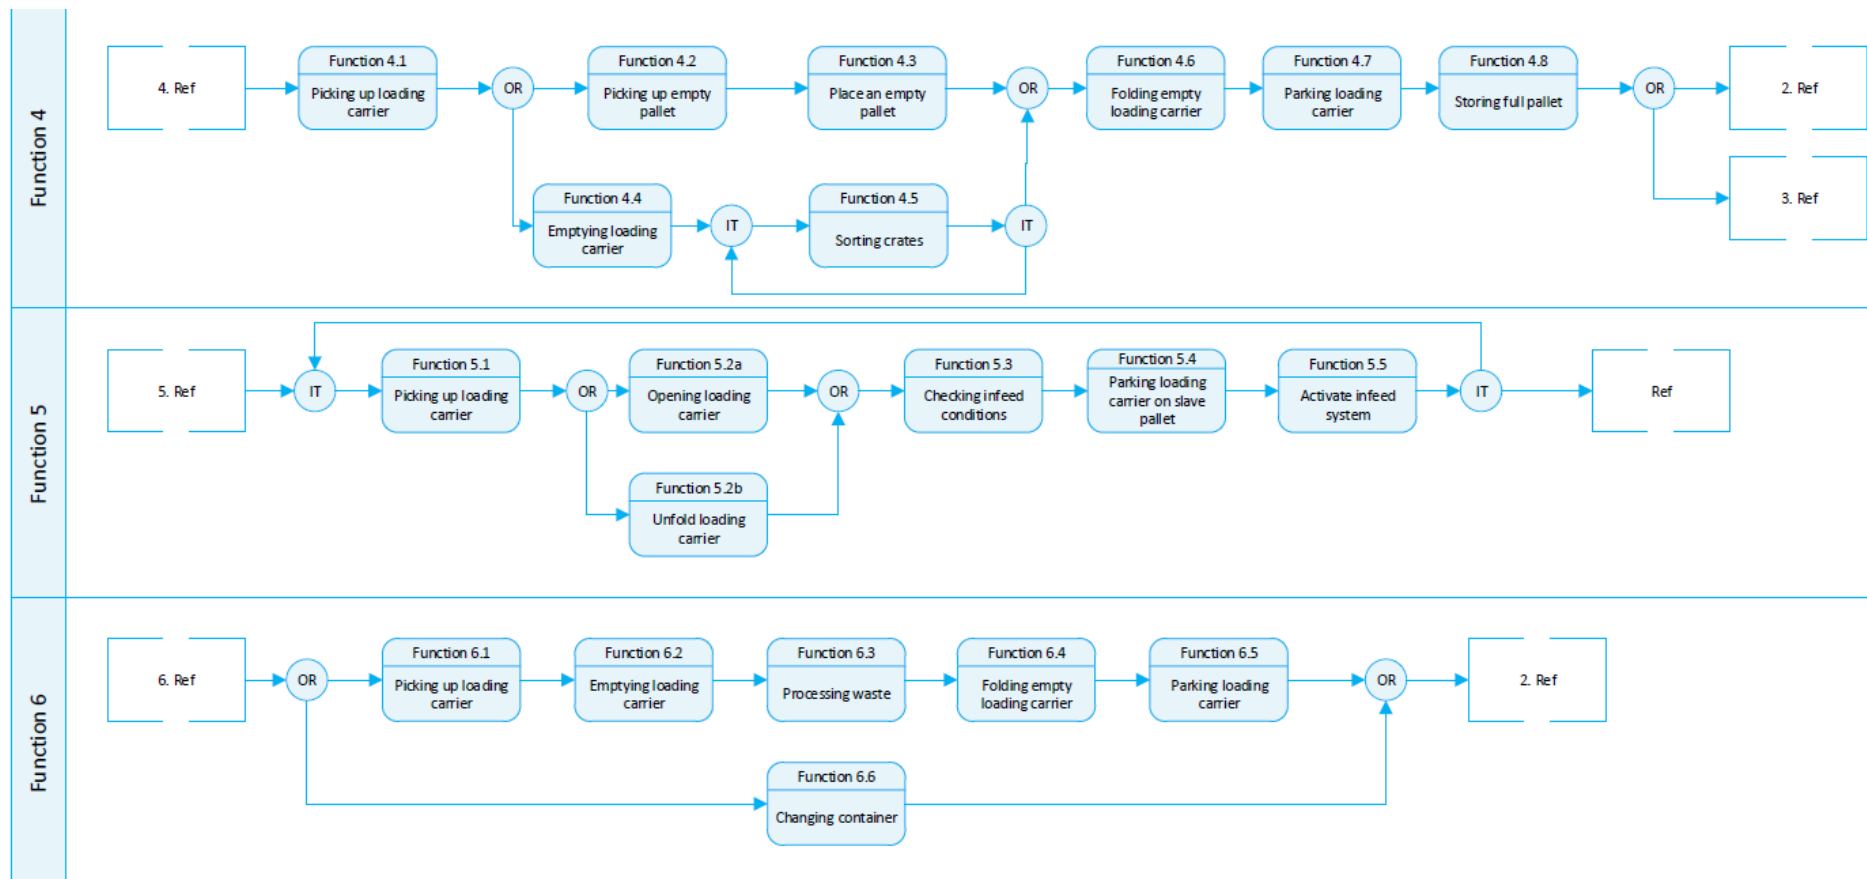 Function 4
4. Ref
Function 4.1
Picking up loading
carrier
OR
Function 4.2
Picking up empty
pallet
Function 4.3
Place an empty
pallet
OR
Function 4.6
Folding empty
loading carrier
Function 4.7
Parking loading
carrier
Function 4.8
Storing full pallet
OR
2. Ref
3. Ref
Function 4.4
Emptying loading
carrier
IT
Function 4.5
Sorting crates
IT
Function 5
5. Ref
IT
Function 5.1
Picking up loading
carrier
OR
Function 5.2a
Opening loading
carrier
OR
Function 5.3
Checking infeed
conditions
Function 5.4
Parking loading
carrier on slave
pallet
Function 5.5
Activate infeed
system
IT
Ref
Function 5.2b
Unfold loading
carrier
Function 6
6. Ref
OR
Function 6.1
Picking up loading
carrier
Function 6.2
Emptying loading
carrier
Function 6.3
Processing waste
Function 6.4
Folding empty
loading carrier
Function 6.5
Parking loading
carrier
OR
2. Ref
Function 6.6
Changing container